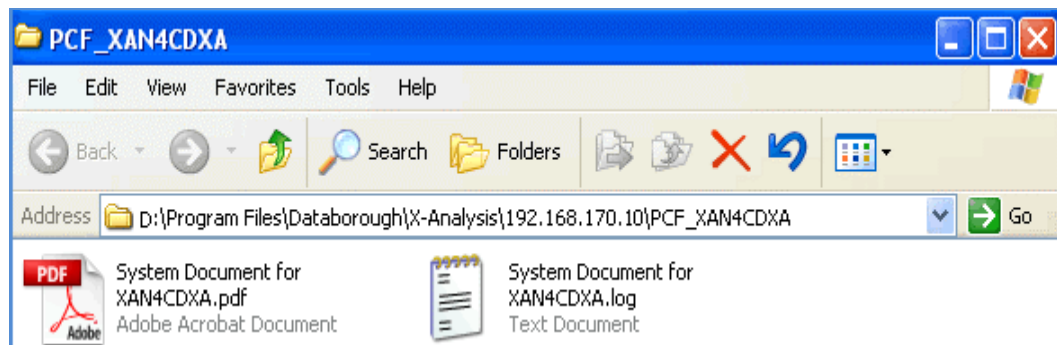 PCF_XAN4CDXA
File Edit View Favorites Tools Help
Back Search Folders
Address D:\Program Files\Databorough\X-Analysis\192.168.170.10\PCF_XAN4CDXA Go
PDF
Adobe
System Document for
XAN4CDXA.pdf
Adobe Acrobat Document
System Document for
XAN4CDXA.log
Text Document